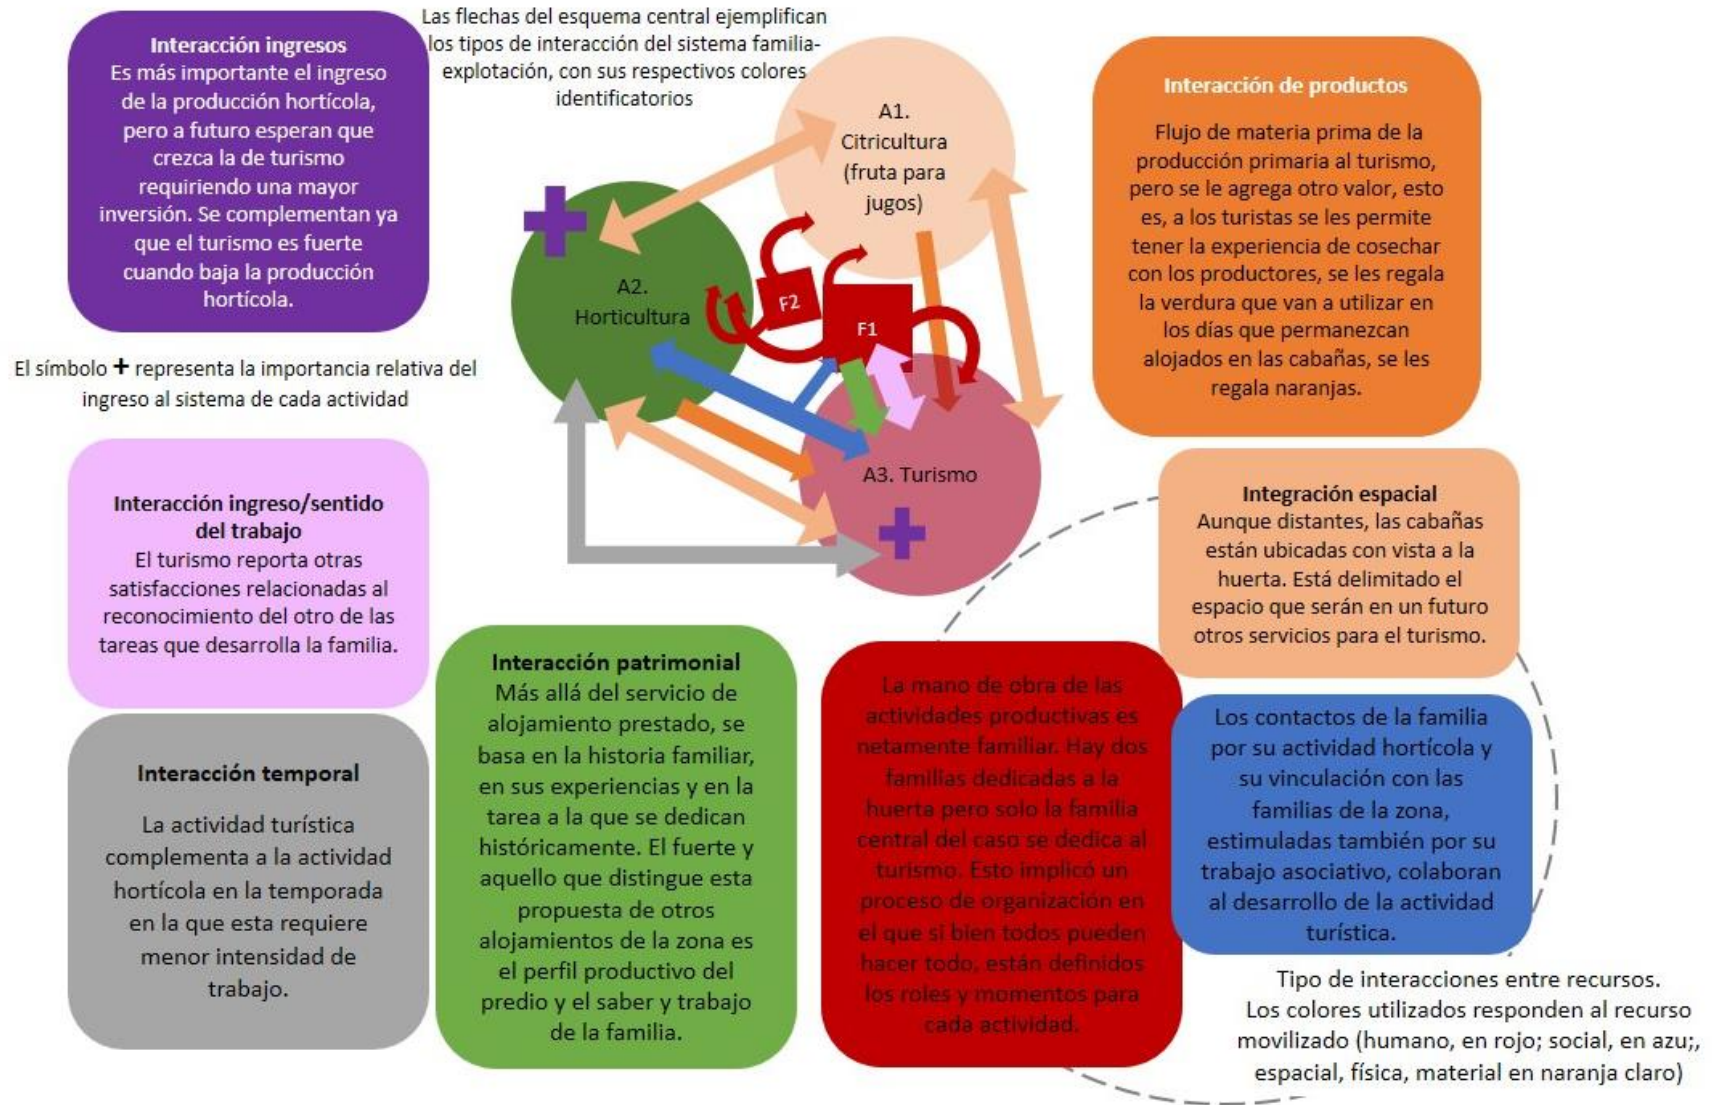 Las flechas del esquema central ejemplifican
los tipos de interacción del sistema familia-
explotación, con sus respectivos colores
identificatorios
Interacción ingresos
Es más importante el ingreso
de la producción hortícola,
pero a futuro esperan que
crezca la de turismo
requiriendo una mayor
inversión. Se complementan ya
que el turismo es fuerte
cuando baja la producción
hortícola.
El símbolo + representa la importancia relativa del
ingreso al sistema de cada actividad
A1.
Citricultura
(fruta para
jugos)
A2.
Horticultura
F2
F1
A3. Turismo
Interacción de productos
Flujo de materia prima de la
producción primaria al turismo,
pero se le agrega otro valor, esto
es, a los turistas se les permite
tener la experiencia de cosechar
con los productores, se les regala
la verdura que van a utilizar en
los días que permanezcan
alojados en las cabañas, se les
regala naranjas.
Interacción ingreso/sentido
del trabajo
El turismo reporta otras
satisfacciones relacionadas al
reconocimiento del otro de las
tareas que desarrolla la familia.
Integración espacial
Aunque distantes, las cabañas
están ubicadas con vista a la
huerta. Está delimitado el
espacio que serán en un futuro
otros servicios para el turismo.
Interacción temporal
La actividad turística
complementa a la actividad
hortícola en la temporada
en la que esta requiere
menor intensidad de
trabajo.
Interacción patrimonial
Más allá del servicio de
alojamiento prestado, se
basa en la historia familiar,
en sus experiencias y en la
tarea a la que se dedican
históricamente. El fuerte y
aquello que distingue esta
propuesta de otros
alojamientos de la zona es
el perfil productivo del
predio y el saber y trabajo
de la familia.
La mano de obra de las
actividades productivas es
netamente familiar. Hay dos
familias dedicadas a la
huerta pero solo la familia
central del caso se dedica al
turismo. Esto implicó un
proceso de organización en
el que si bien todos pueden
hacer todo, están definidos
los roles y momentos para
cada actividad.
Los contactos de la familia
por su actividad hortícola y
su vinculación con las
familias de la zona,
estimuladas también por su
trabajo asociativo, colaboran
al desarrollo de la actividad
turística.
Tipo de interacciones entre recursos.
Los colores utilizados responden al recurso
movilizado (humano, en rojo; social, en azu;,
espacial, física, material en naranja claro)